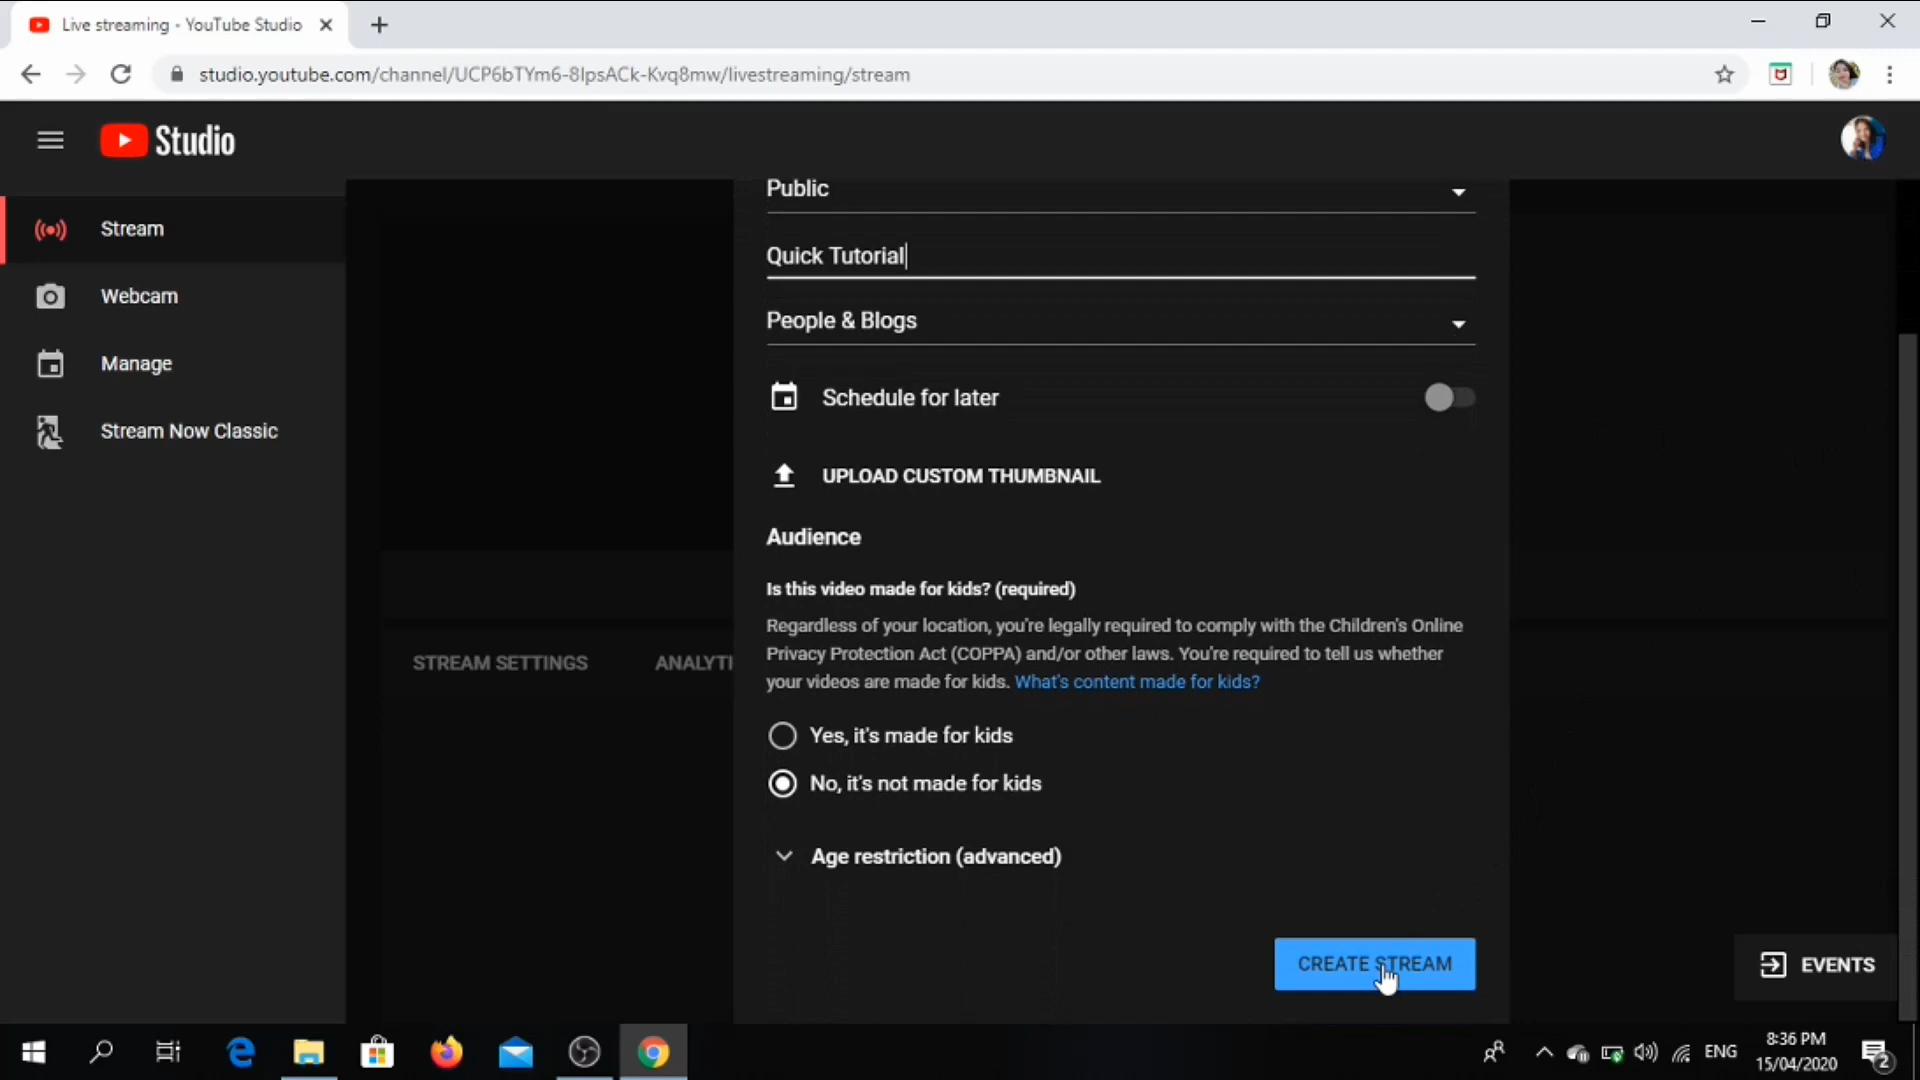 Live streaming - YouTube Studio
studio.youtube.com/channel/UCP6bTYm6-8IpsACk-Kvq8mw/livestreaming/stream
Studio
Stream
Webcam
Manage
Stream Now Classic
Public
Quick Tutorial
People & Blogs
Schedule for later
UPLOAD CUSTOM THUMBNAIL
Audience
Is this video made for kids? (required)
Regardless of your location, you're legally required to comply with the Children's Online
Privacy Protection Act (COPPA) and/or other laws. You're required to tell us whether
your videos are made for kids. What's content made for kids?
Yes, it's made for kids
No, it's not made for kids
Age restriction (advanced)
CREATE STREAM
STREAM SETTINGS
ANALYTI
EVENTS
ENG
8:36 PM
15/04/2020
2